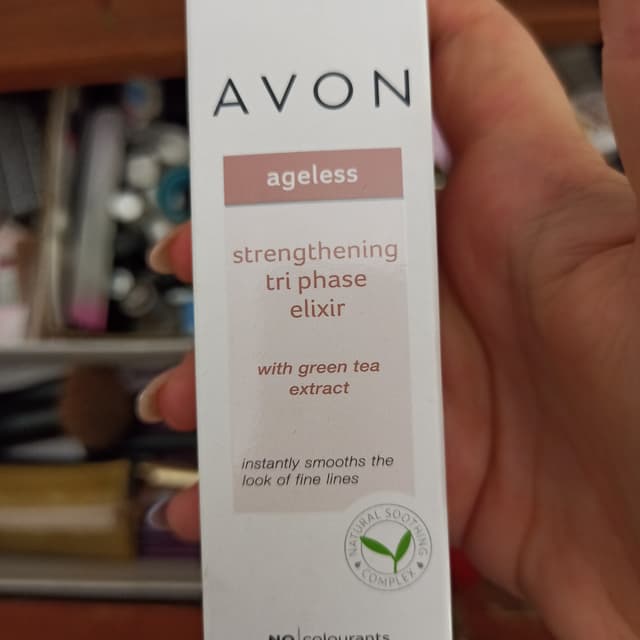 AVON
ageless
strengthening
tri phase
elixir
with green tea
extract
instantly smooths the
look of fine lines
NATURAL SOOTHING
COMPLEX
NO colourants